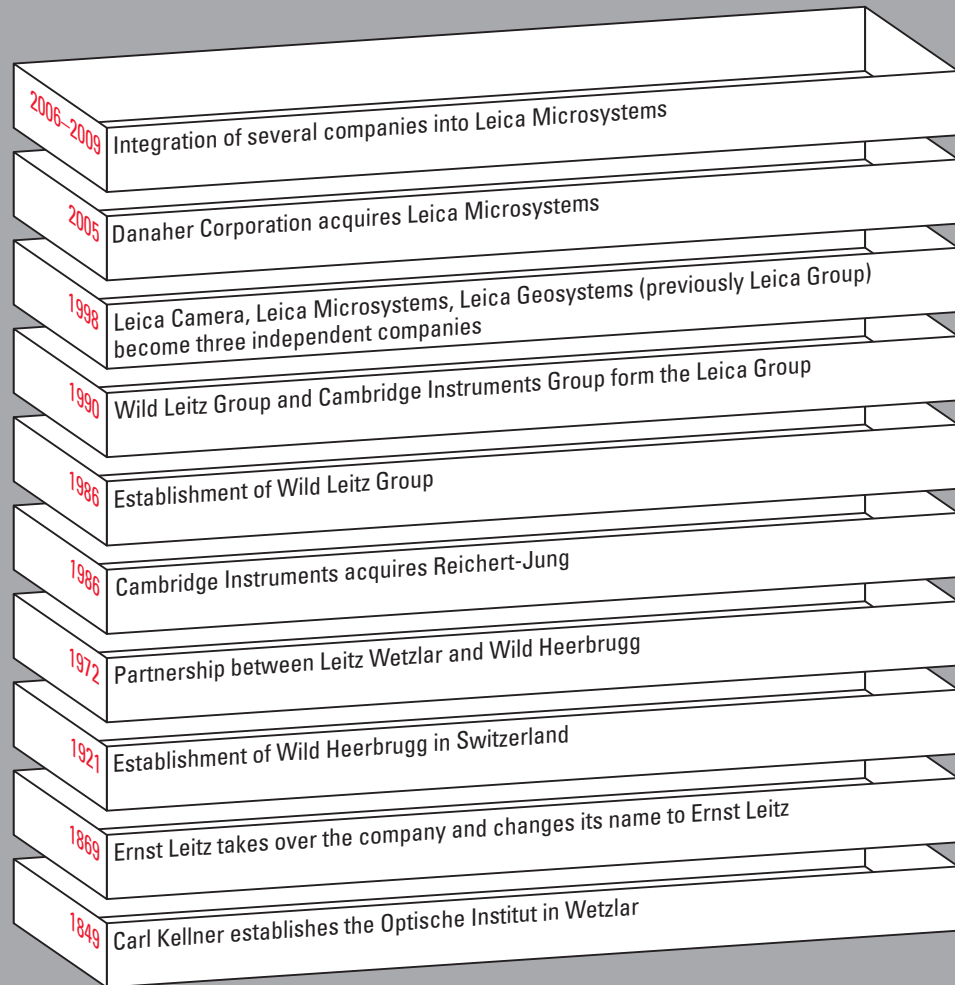 2006–2009
Integration of several companies into Leica Microsystems
2005
Danaher Corporation acquires Leica Microsystems
1998
Leica Camera, Leica Microsystems, Leica Geosystems (previously Leica Group)
become three independent companies
1990
Wild Leitz Group and Cambridge Instruments Group form the Leica Group
1986
Establishment of Wild Leitz Group
1986
Cambridge Instruments acquires Reichert-Jung
1972
Partnership between Leitz Wetzlar and Wild Heerbrugg
1921
Establishment of Wild Heerbrugg in Switzerland
1869
Ernst Leitz takes over the company and changes its name to Ernst Leitz
1849
Carl Kellner establishes the Optische Institut in Wetzlar